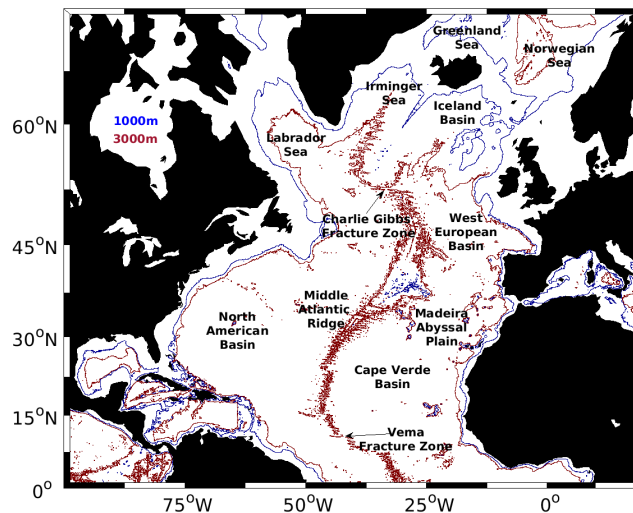 Greenland
Sea
Norwegian
Sea
Irminger
Sea
Iceland
Basin
1000m
3000m
60°N
Labrador
Sea
Charlie Gibbs
Fracture Zone
West
European
Basin
45°N
Middle
Atlantic
Ridge
North
American
Basin
Madeira
Abyssal
Plain
30°N
Cape Verde
Basin
15°N
Vema
Fracture Zone
0°
75°W
50°W
25°W
0°